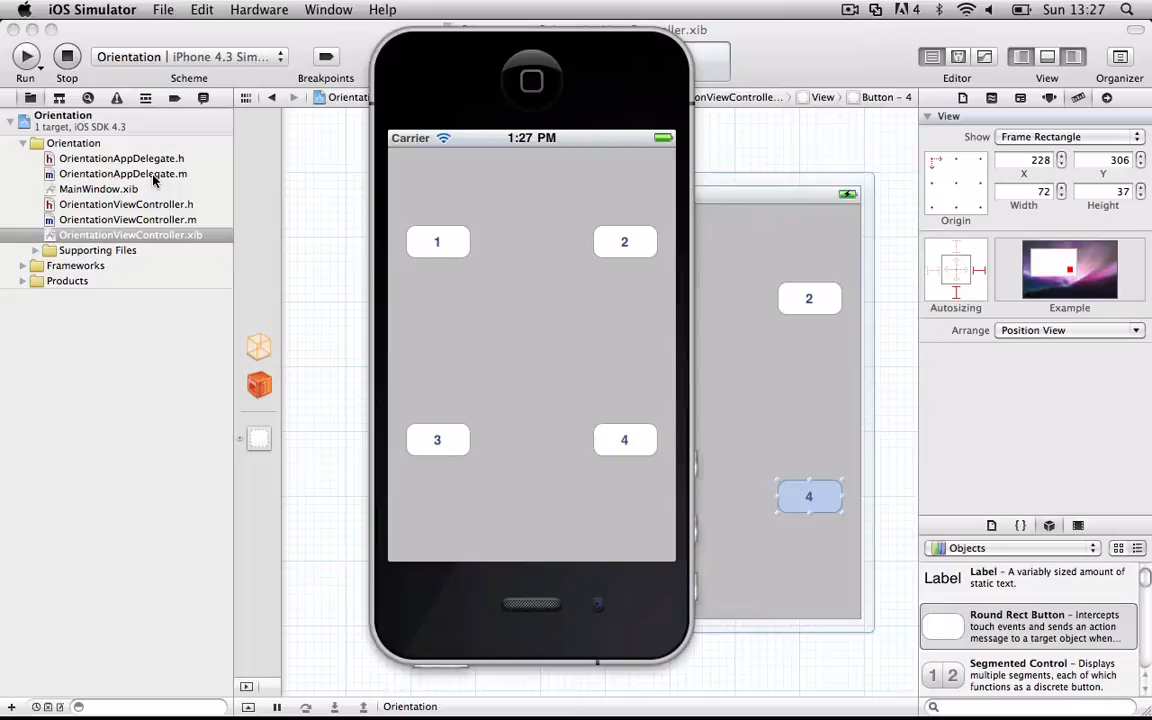 iOS Simulator File Edit Hardware Window Help
4 Sun 13:27
ller.xib
Orientation | iPhone 4.3 Sim...
Run Stop Scheme Breakpoints
Editor View Organizer
Orientat
onViewControlle... View Button – 4
Orientation
1 target, iOS SDK 4.3
Orientation
OrientationAppDelegate.h
OrientationAppDelegate.m
MainWindow.xib
OrientationViewController.h
OrientationViewController.m
OrientationViewController.xib
Supporting Files
Frameworks
Products
Carrier 1:27 PM
1 2
3 4
2
4
View
Show Frame Rectangle
228 306
X Y
72 37
Origin Width Height
Autosizing Example
Arrange Position View
Objects
Label Label – A variably sized amount of
static text.
Round Rect Button – Intercepts
touch events and sends an action
message to a target object when...
1 2 Segmented Control – Displays
multiple segments, each of which
functions as a discrete button.
Orientation